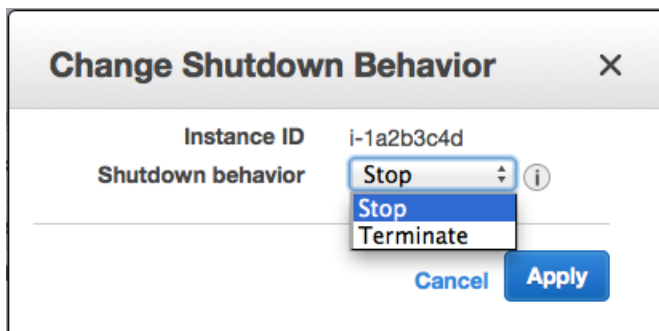 Change Shutdown Behavior ×
Instance ID i-1a2b3c4d
Shutdown behavior Stop i
Stop
Terminate
Cancel Apply